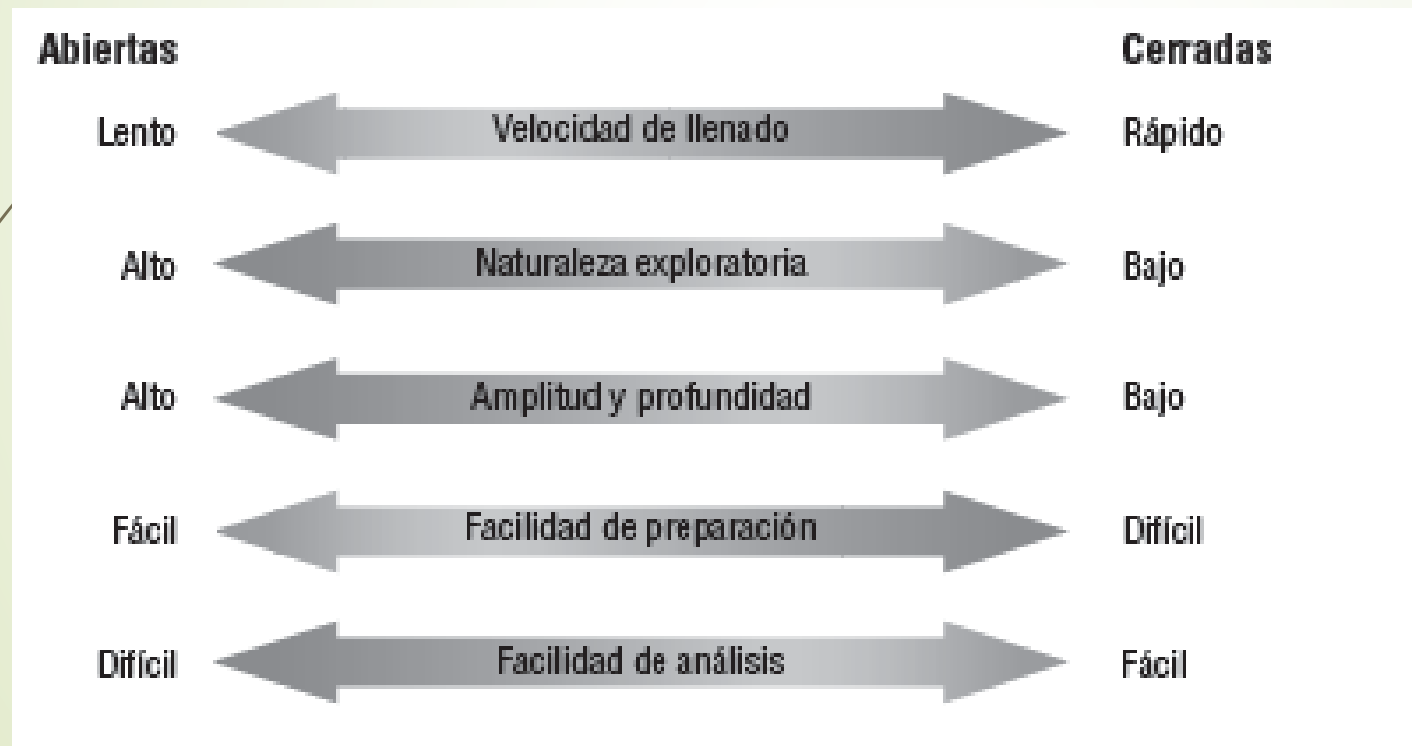 Abiertas Cerradas
Lento Velocidad de llenado Rápido
Alto Naturaleza exploratoria Bajo
Alto Amplitud y profundidad Bajo
Fácil Facilidad de preparación Difícil
Difícil Facilidad de análisis Fácil